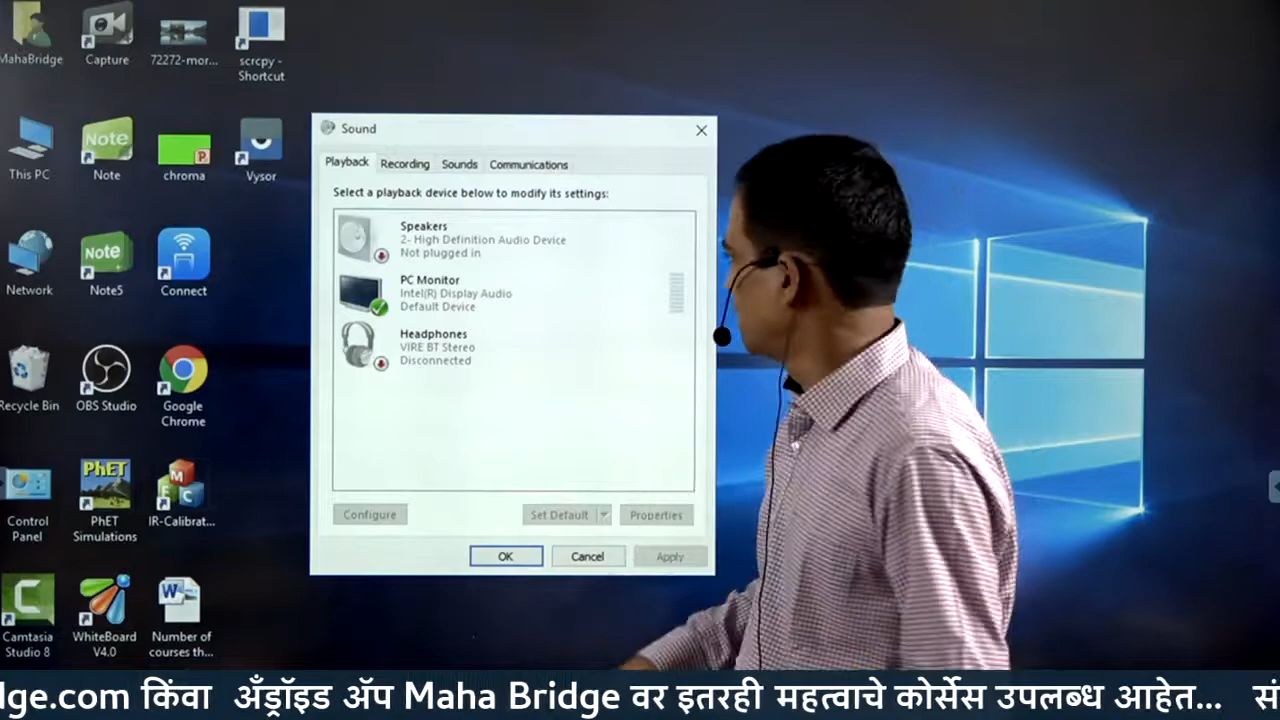 MahaBridge
Capture
72272-mor...
scrcpy -
Shortcut
This PC
Note
Note
chroma
Vysor
Network
Note
Note5
Connect
Recycle Bin
OBS Studio
Google
Chrome
Control
Panel
PhET
PhET
Simulations
M
E
C
IR-Calibrat...
C
Camtasia
Studio 8
WhiteBoard
V4.0
W
Number of
courses th...
Sound
Playback Recording Sounds Communications
Select a playback device below to modify its settings:
Speakers
2- High Definition Audio Device
Not plugged in
PC Monitor
Intel(R) Display Audio
Default Device
Headphones
VIRE BT Stereo
Disconnected
Configure Set Default Properties
OK Cancel Apply
dge.com किंवा अँड्रॉइड ॲप Maha Bridge वर इतरही महत्वाचे कोर्सेस उपलब्ध आहेत... सं